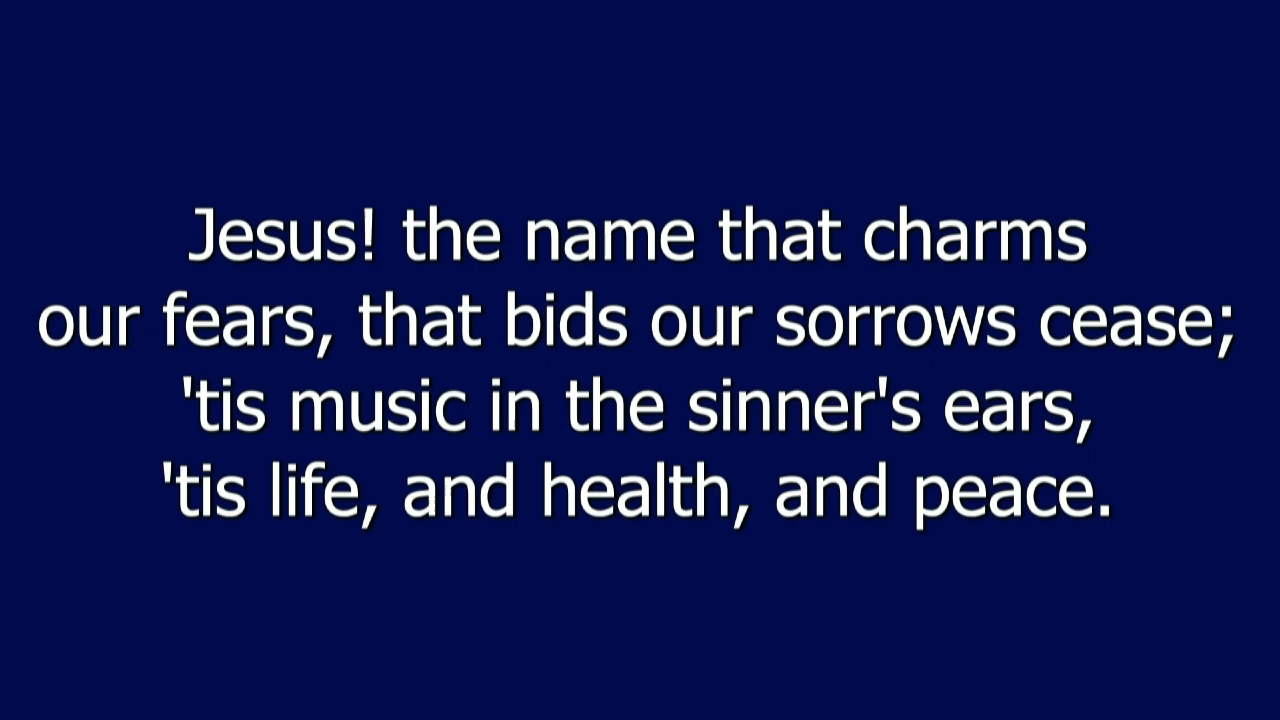 Jesus! the name that charms
our fears, that bids our sorrows cease;
'tis music in the sinner's ears,
'tis life, and health, and peace.